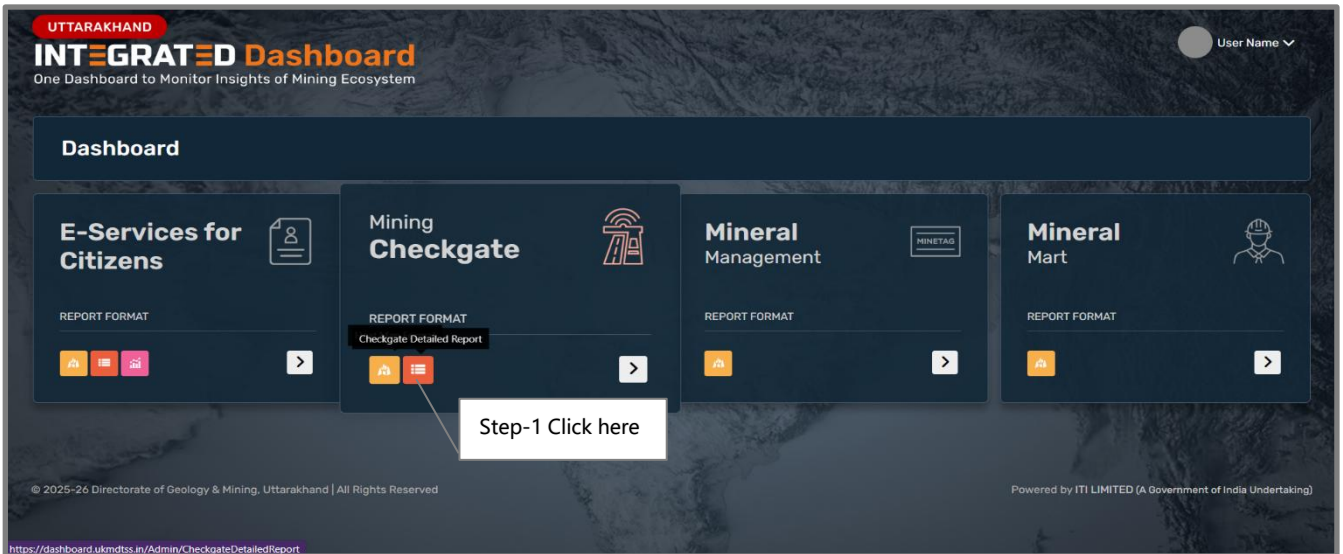 UTTARAKHAND
INTEGRATED Dashboard
One Dashboard to Monitor Insights of Mining Ecosystem
User Name
Dashboard
E-Services for
Citizens
REPORT FORMAT
Mining
Checkgate
REPORT FORMAT
Checkgate Detailed Report
Mineral
Management
MINETAG
REPORT FORMAT
Mineral
Mart
REPORT FORMAT
Step-1 Click here
© 2025-26 Directorate of Geology & Mining, Uttarakhand | All Rights Reserved
Powered by ITI LIMITED (A Government of India Undertaking)
https://dashboard.ukmdtss.in/Admin/CheckgateDetailedReport